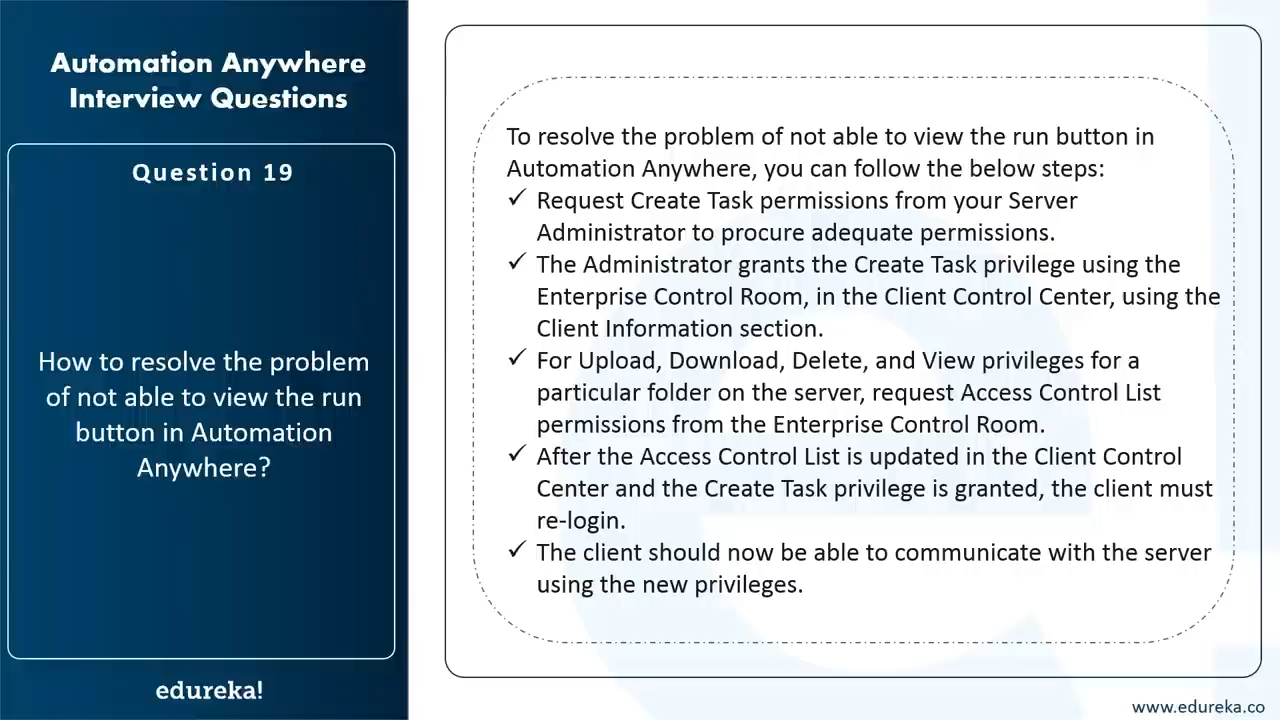 Automation Anywhere
Interview Questions
Question 19
How to resolve the problem
of not able to view the run
button in Automation
Anywhere?
edureka!
To resolve the problem of not able to view the run button in
Automation Anywhere, you can follow the below steps:
✓ Request Create Task permissions from your Server
Administrator to procure adequate permissions.
✓ The Administrator grants the Create Task privilege using the
Enterprise Control Room, in the Client Control Center, using the
Client Information section.
✓ For Upload, Download, Delete, and View privileges for a
particular folder on the server, request Access Control List
permissions from the Enterprise Control Room.
✓ After the Access Control List is updated in the Client Control
Center and the Create Task privilege is granted, the client must
re-login.
✓ The client should now be able to communicate with the server
using the new privileges.
www.edureka.co